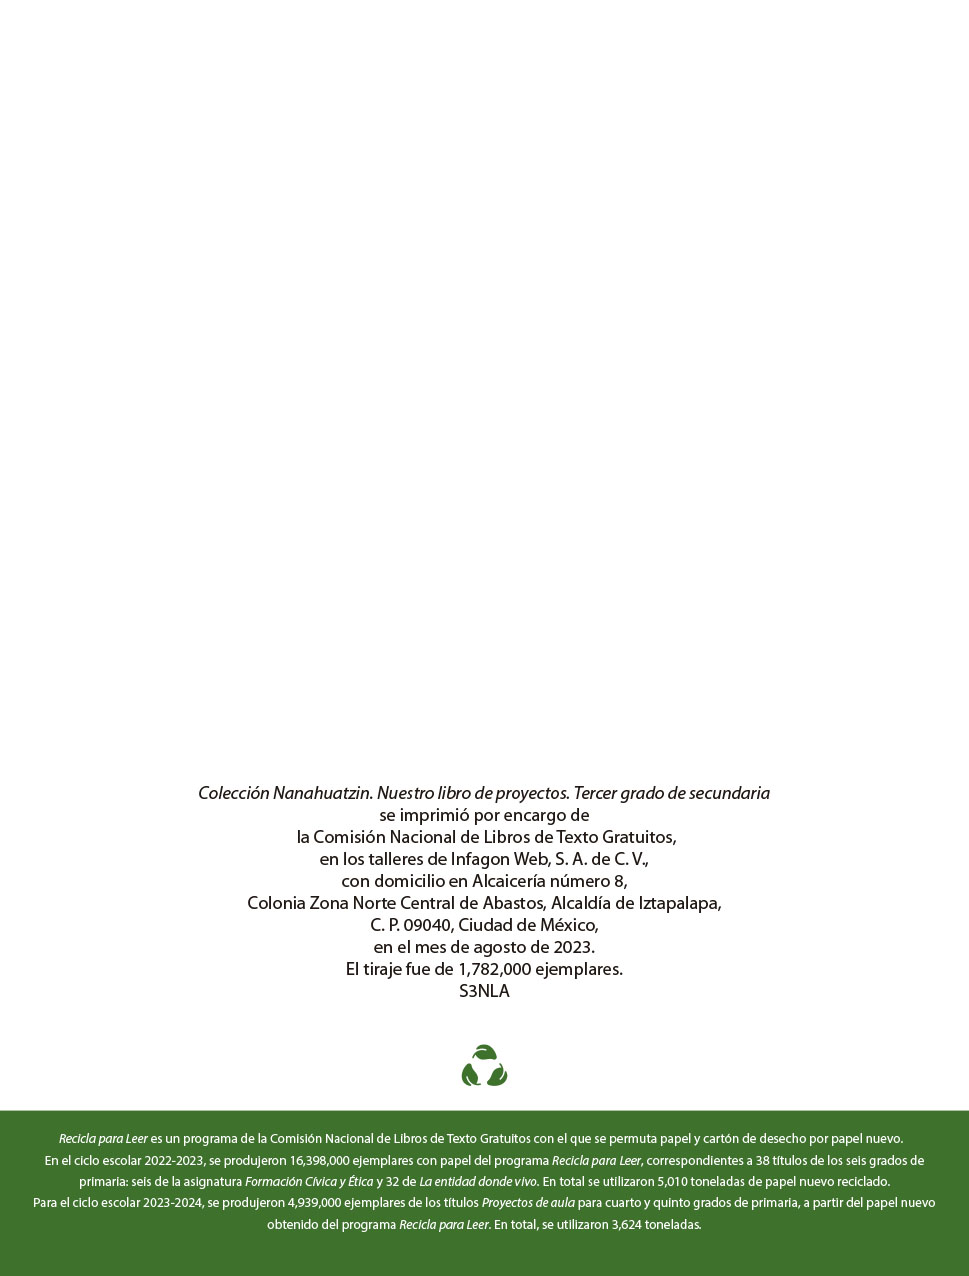 Colección Nanahuatzin. Nuestro libro de proyectos. Tercer grado de secundaria
se imprimió por encargo de
la Comisión Nacional de Libros de Texto Gratuitos,
en los talleres de Infagon Web, S. A. de C. V.,
con domicilio en Alcaicería número 8,
Colonia Zona Norte Central de Abastos, Alcaldía de Iztapalapa,
C. P. 09040, Ciudad de México,
en el mes de agosto de 2023.
El tiraje fue de 1,782,000 ejemplares.
S3NLA
Recicla para Leer es un programa de la Comisión Nacional de Libros de Texto Gratuitos con el que se permuta papel y cartón de desecho por papel nuevo.
En el ciclo escolar 2022-2023, se produjeron 16,398,000 ejemplares con papel del programa Recicla para Leer, correspondientes a 38 títulos de los seis grados de
primaria: seis de la asignatura Formación Cívica y Ética y 32 de La entidad donde vivo. En total se utilizaron 5,010 toneladas de papel nuevo reciclado.
Para el ciclo escolar 2023-2024, se produjeron 4,939,000 ejemplares de los títulos Proyectos de aula para cuarto y quinto grados de primaria, a partir del papel nuevo
obtenido del programa Recicla para Leer. En total, se utilizaron 3,624 toneladas.